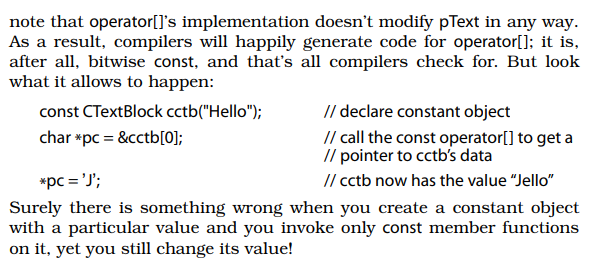 note that operator[]'s implementation doesn't modify pText in any way.
As a result, compilers will happily generate code for operator[]; it is,
after all, bitwise const, and that's all compilers check for. But look
what it allows to happen:
const CTextBlock cctb("Hello"); // declare constant object
char *pc = &cctb[0]; // call the const operator[] to get a
// pointer to cctb's data
*pc = 'J'; // cctb now has the value “Jello”
Surely there is something wrong when you create a constant object
with a particular value and you invoke only const member functions
on it, yet you still change its value!